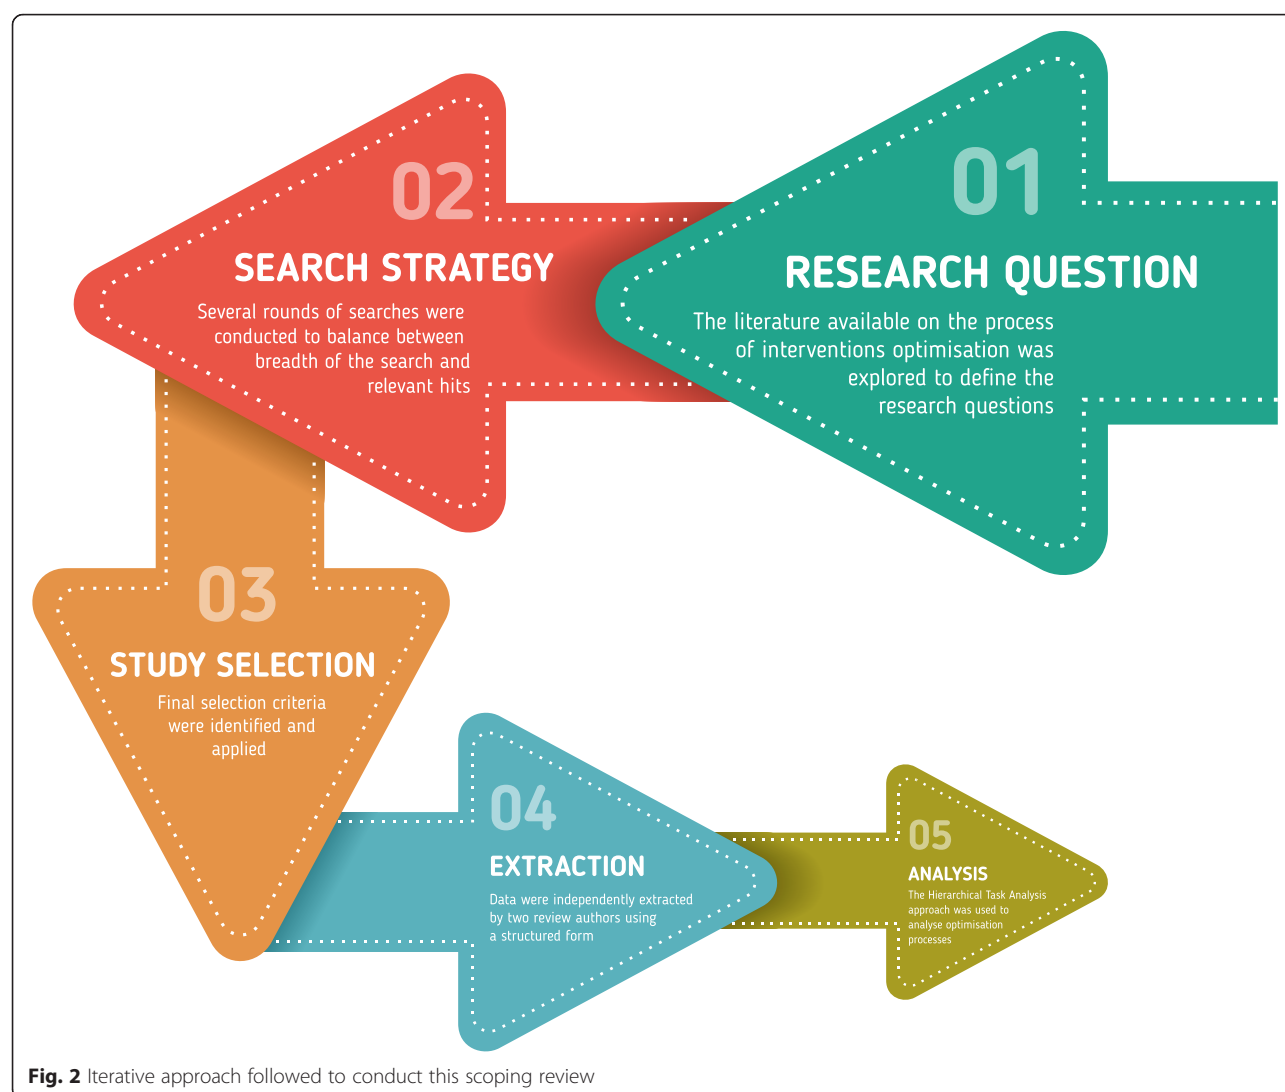 01
RESEARCH QUESTION
The literature available on the process
of interventions optimisation was
explored to define the
research questions
02
SEARCH STRATEGY
Several rounds of searches were
conducted to balance between
breadth of the search and
relevant hits
03
STUDY SELECTION
Final selection criteria
were identified and
applied
04
EXTRACTION
Data were independently extracted
by two review authors using
a structured form
05
ANALYSIS
The Hierarchical Task Analysis
approach was used to
analyse optimisation
processes
Fig. 2 Iterative approach followed to conduct this scoping review